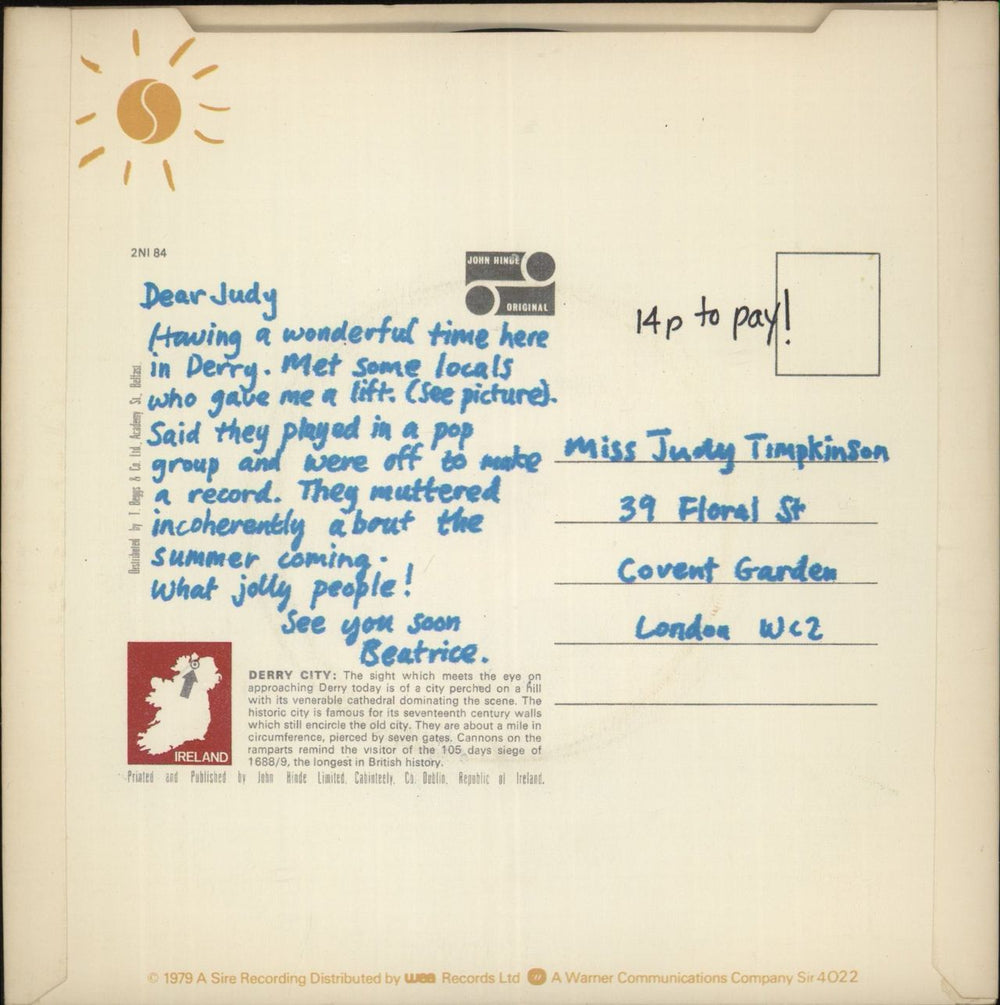 2NI 84
JOHN HINDE
ORIGINAL
Dear Judy
Having a wonderful time here
in Derry. Met some locals
who gave me a lift. (See picture).
Said they played in a pop
group and were off to make
a record. They muttered
incoherently about the
summer coming.
What jolly people!
See you soon
Beatrice.
14p to pay!
Miss Judy Timpkinson
39 Floral St
Covent Garden
London WC2
Distributed by T. Beggs & Co. Ltd, Academy St., Belfast.
IRELAND
DERRY CITY: The sight which meets the eye on
approaching Derry today is of a city perched on a hill
with its venerable cathedral dominating the scene. The
historic city is famous for its seventeenth century walls
which still encircle the old city. They are about a mile in
circumference, pierced by seven gates. Cannons on the
ramparts remind the visitor of the 105 days siege of
1688/9, the longest in British history.
Printed and Published by John Hinde Limited, Cabinteely, Co. Dublin, Republic of Ireland.
© 1979 A Sire Recording Distributed by wea Records Ltd A Warner Communications Company Sir 4022